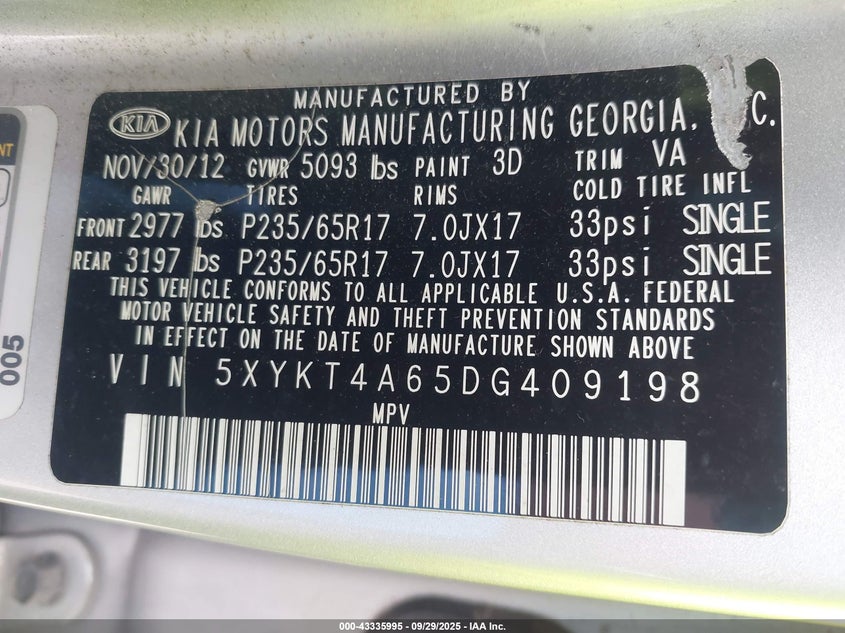 MANUFACTURED BY
KIA KIA MOTORS MANUFACTURING GEORGIA, C.
NOV/30/12 GVWR 5093 lbs PAINT 3D TRIM VA
GAWR TIRES RIMS COLD TIRE INFL
FRONT 2977 lbs P235/65R17 7.0JX17 33psi SINGLE
REAR 3197 lbs P235/65R17 7.0JX17 33psi SINGLE
THIS VEHICLE CONFORMS TO ALL APPLICABLE U.S.A. FEDERAL
MOTOR VEHICLE SAFETY AND THEFT PREVENTION STANDARDS
IN EFFECT ON THE DATE OF MANUFACTURE SHOWN ABOVE
VIN 5XYKT4A65DG409198
MPV
005
000-43335995 - 09/29/2025 - IAA Inc.